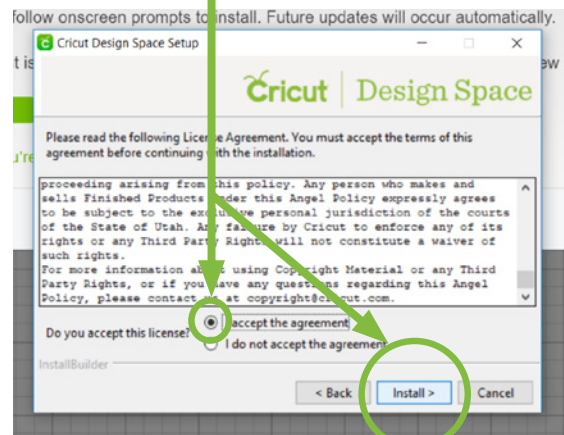 follow onscreen prompts to install. Future updates will occur automatically.
Cricut Design Space Setup
Cricut Design Space
Please read the following License Agreement. You must accept the terms of this
agreement before continuing with the installation.
proceeding arising from this policy. Any person who makes and
sells Finished Products under this Angel Policy expressly agrees
to be subject to the exclusive personal jurisdiction of the courts
of the State of Utah. Any failure by Cricut to enforce any of its
rights or any Third Party Rights will not constitute a waiver of
such rights.
For more information about using Copyright Material or any Third
Party Rights, or if you have any questions regarding this Angel
Policy, please contact us at copyright@cricut.com.
Do you accept this license?
I accept the agreement
I do not accept the agreement
InstallBuilder
< Back
Install >
Cancel